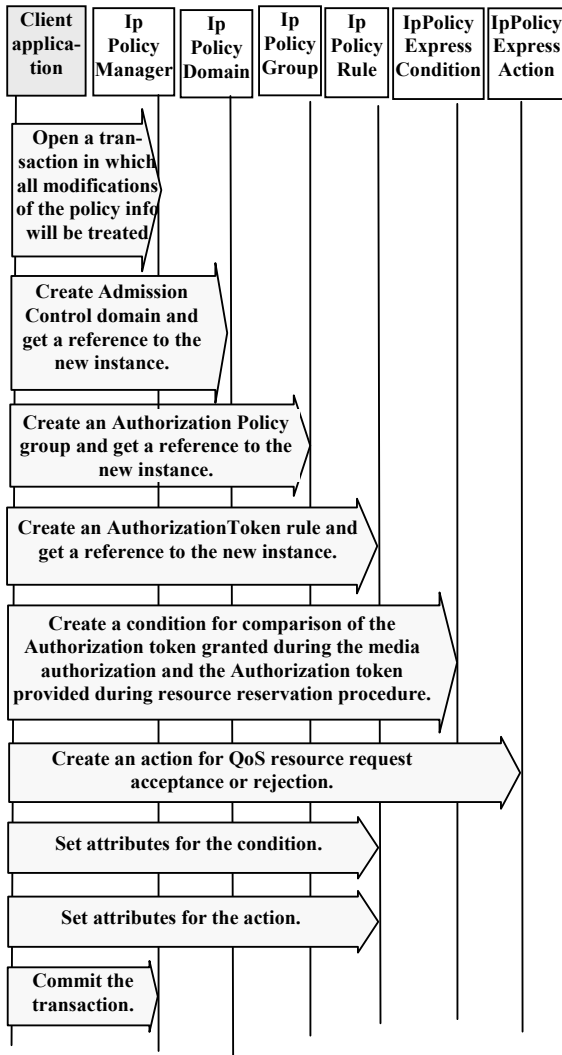 Client
applica-
tion
Ip
Policy
Manager
Ip
Policy
Domain
Ip
Policy
Group
Ip
Policy
Rule
IpPolicy
Express
Condition
IpPolicy
Express
Action
Open a tran-
saction in which
all modifications
of the policy info
will be treated
Create Admission
Control domain and
get a reference to the
new instance.
Create an Authorization Policy
group and get a reference to the
new instance.
Create an AuthorizationToken rule and
get a reference to the new instance.
Create a condition for comparison of the
Authorization token granted during the media
authorization and the Authorization token
provided during resource reservation procedure.
Create an action for QoS resource request
acceptance or rejection.
Set attributes for the condition.
Set attributes for the action.
Commit the
transaction.